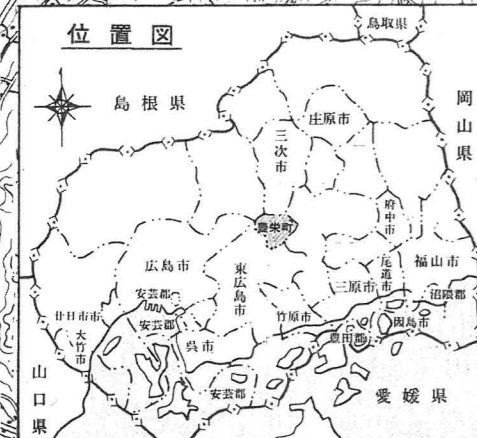 位置図
鳥取県
島根県
岡山県
庄原市
三次市
府中市
豊栄町
広島市
東広島市
尾道市
福山市
三原市
沼隈郡
安芸郡
廿日市市
安芸郡
竹原市
因島市
大竹市
呉市
豊田郡
安芸郡
愛媛県
山口県